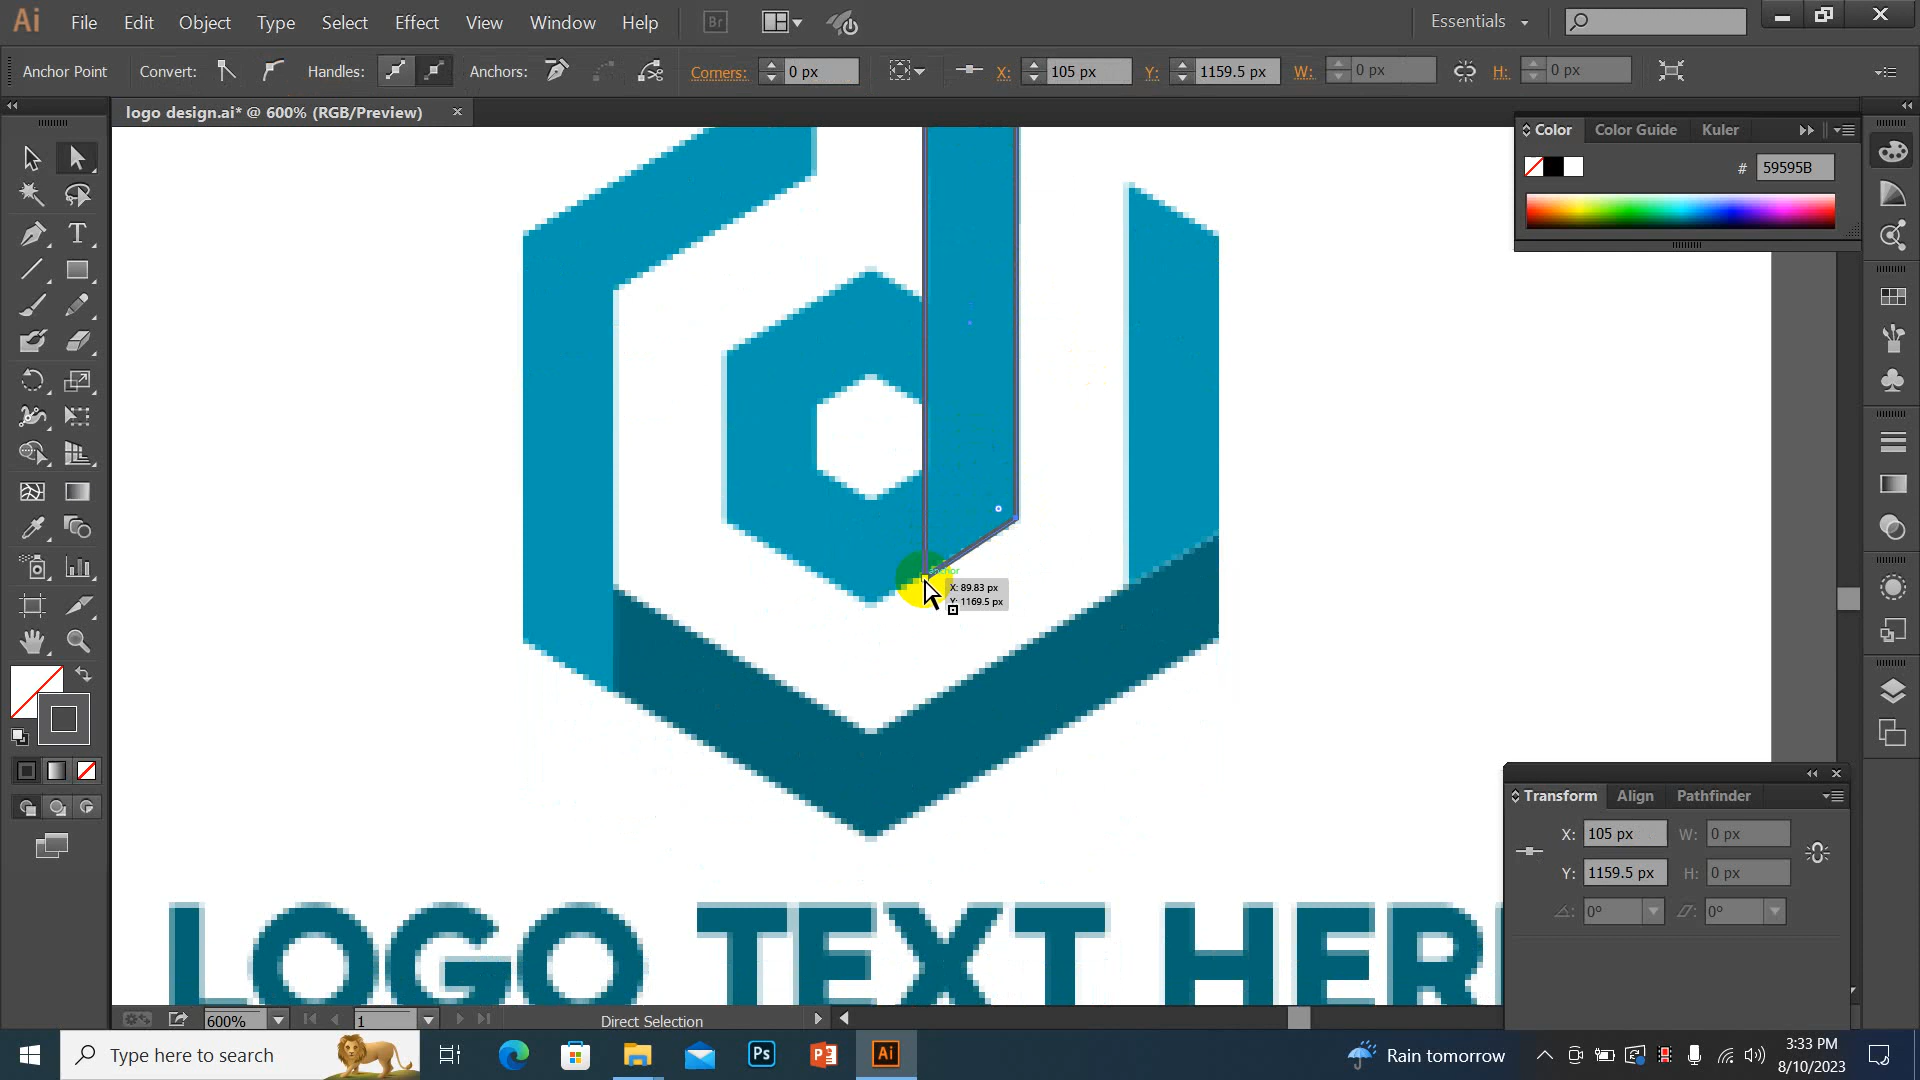 Ai File Edit Object Type Select Effect View Window Help Br Essentials
Anchor Point Convert: Handles: Anchors: Corners: 0 px X: 105 px Y: 1159.5 px W: 0 px H: 0 px
logo design.ai* @ 600% (RGB/Preview)
Color Color Guide Kuler
# 59595B
anchor
X: 89.83 px
Y: 1169.5 px
Transform Align Pathfinder
X: 105 px W: 0 px
Y: 1159.5 px H: 0 px
0° 0°
LOGO TEXT HER
600% 1 Direct Selection
Type here to search Ps Ai Rain tomorrow 3:33 PM
8/10/2023